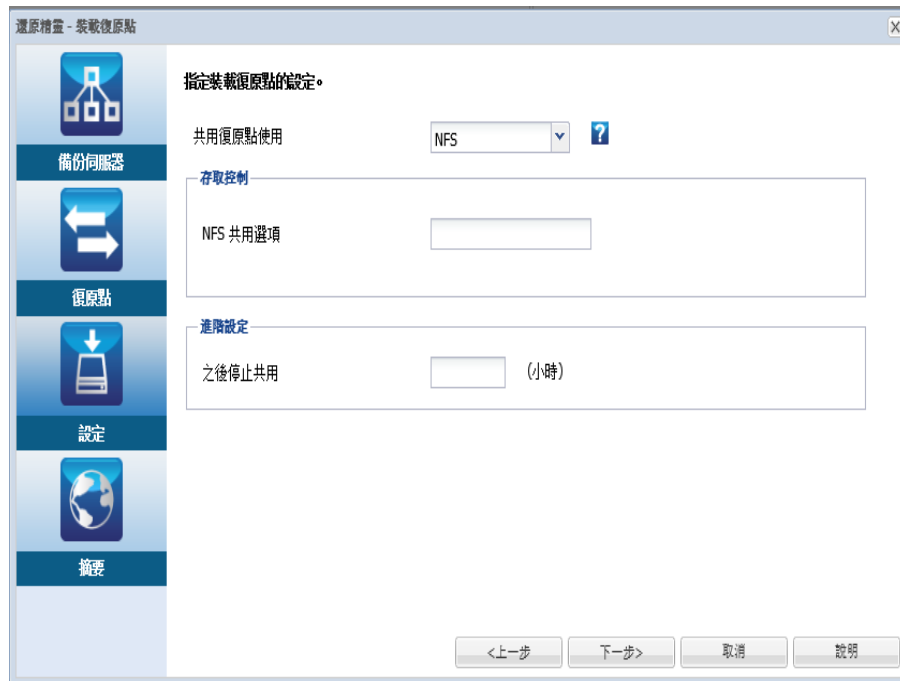 還原精靈 - 裝載復原點
備份伺服器
復原點
設定
摘要
指定裝載復原點的設定。
共用復原點使用
NFS
?
存取控制
NFS 共用選項
進階設定
之後停止共用
(小時)
<上一步
下一步>
取消
說明